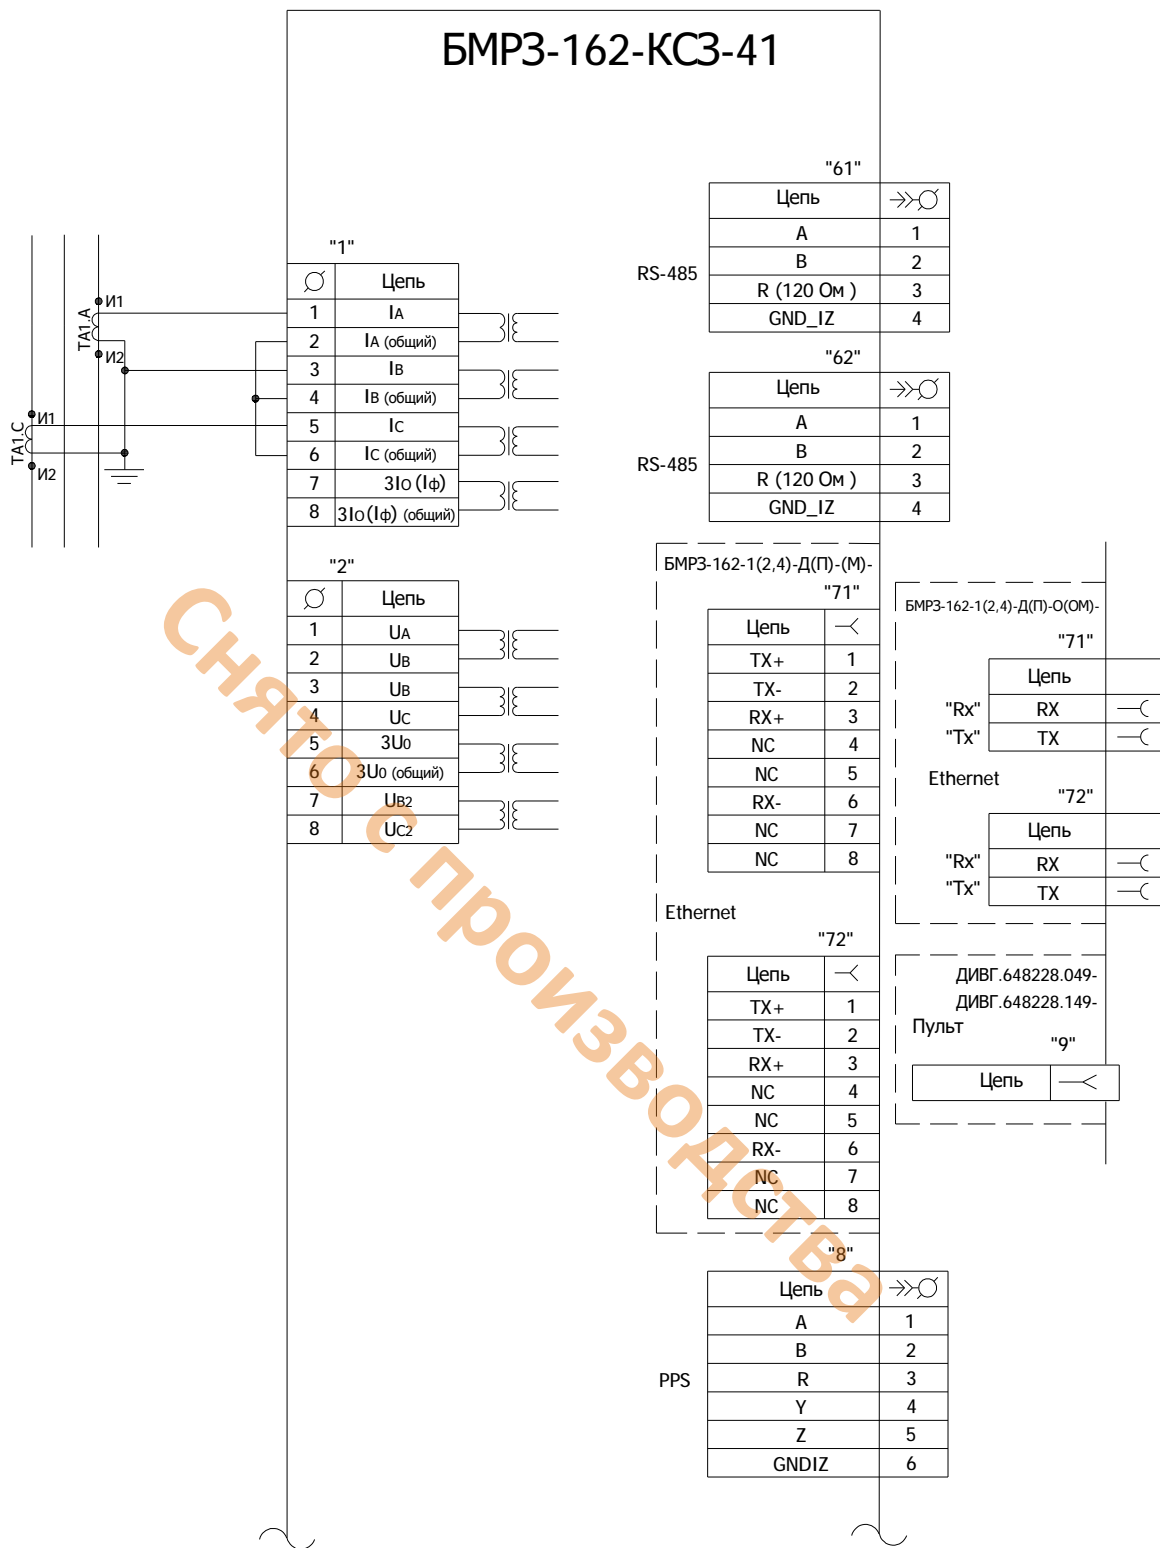 БМРЗ-162-КСЗ-41
"1"
Цепь
1 IA
2 IA (общий)
3 IB
4 IB (общий)
5 IC
6 IC (общий)
7 3IO (Iф)
8 3IO (Iф) (общий)
TA1.A
И1
И2
TA1.C
И1
И2
"2"
Цепь
1 UA
2 UB
3 UB
4 UC
5 3U0
6 3U0 (общий)
7 UB2
8 UC2
"61"
Цепь
RS-485
A 1
B 2
R (120 Ом ) 3
GND_IZ 4
"62"
Цепь
RS-485
A 1
B 2
R (120 Ом ) 3
GND_IZ 4
БМРЗ-162-1(2,4)-Д(П)-(М)-
"71"
Цепь
TX+ 1
TX- 2
RX+ 3
NC 4
NC 5
RX- 6
NC 7
NC 8
Ethernet
"72"
Цепь
TX+ 1
TX- 2
RX+ 3
NC 4
NC 5
RX- 6
NC 7
NC 8
БМРЗ-162-1(2,4)-Д(П)-О(ОМ)-
"71"
Цепь
"Rx" RX
"Tx" TX
Ethernet
"72"
Цепь
"Rx" RX
"Tx" TX
ДИВГ.648228.049-
ДИВГ.648228.149-
Пульт
"9"
Цепь
"8"
Цепь
PPS
A 1
B 2
R 3
Y 4
Z 5
GNDIZ 6
Снято с производства